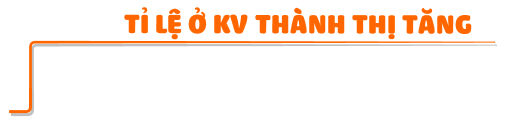 TỈ LỆ Ở KV THÀNH THỊ TĂNG